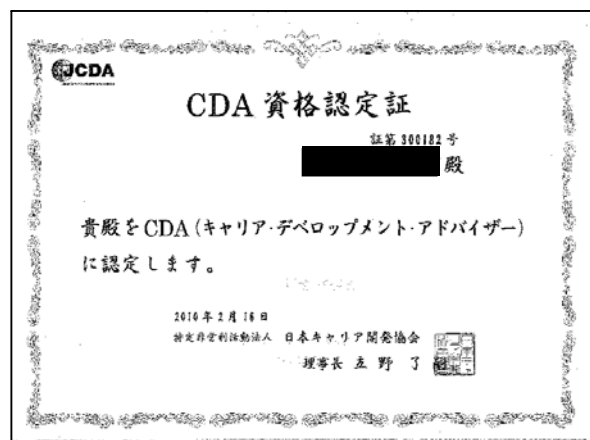 JCDA
CDA 資格認定証
証第300182号
殿
貴殿をCDA(キャリア·デベロップメント·アドバイザー)
に認定します。
2010年2月16日
特定非営利活動法人 日本キャリア開発協会
理事長 立野 了